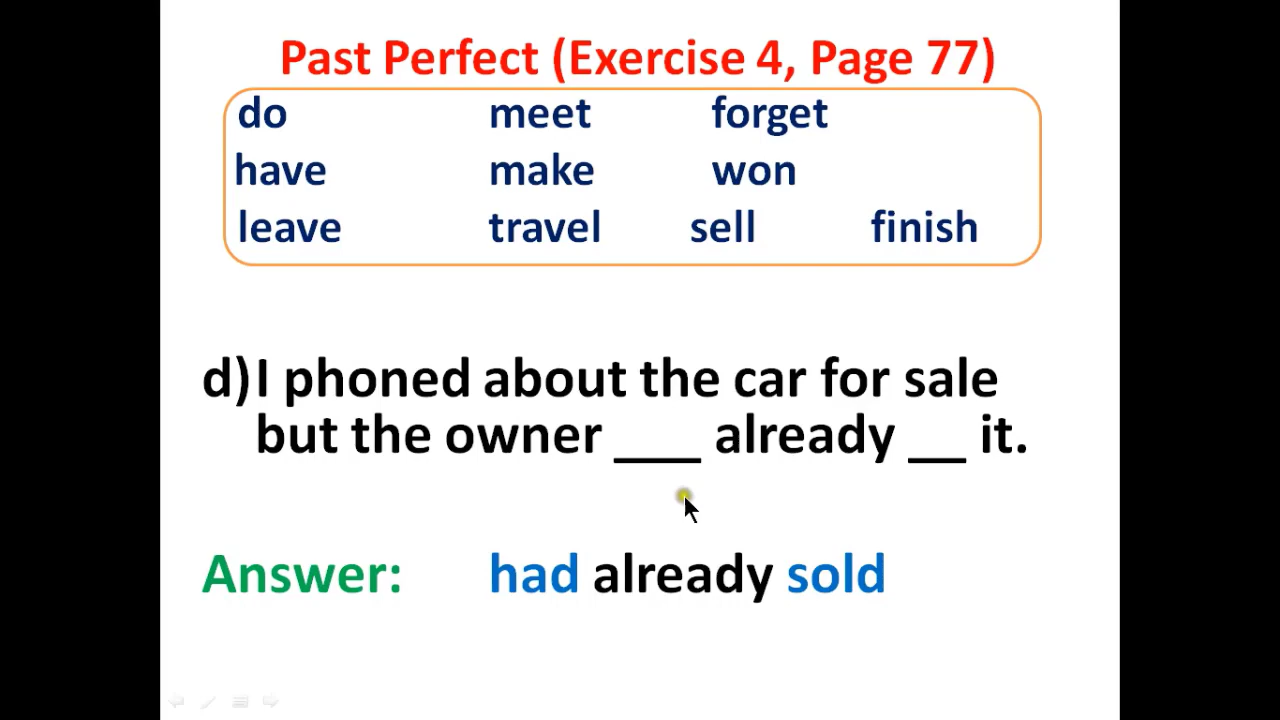 Past Perfect (Exercise 4, Page 77)
do meet forget
have make won
leave travel sell finish
d) I phoned about the car for sale
but the owner ___ already __ it.
Answer: had already sold